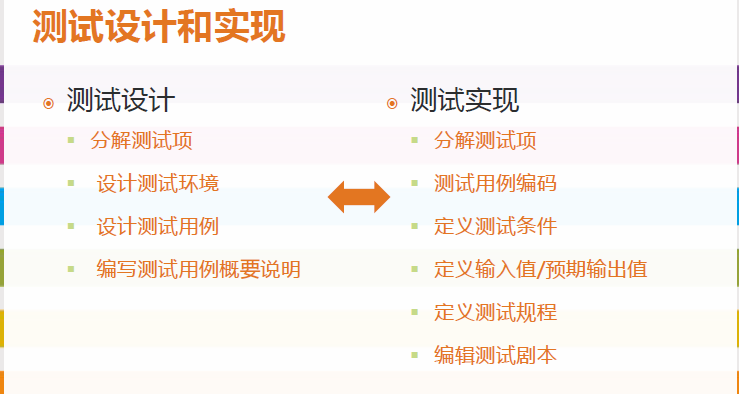 测试设计和实现
测试设计
分解测试项
设计测试环境
设计测试用例
编写测试用例概要说明
测试实现
分解测试项
测试用例编码
定义测试条件
定义输入值/预期输出值
定义测试规程
编辑测试剧本